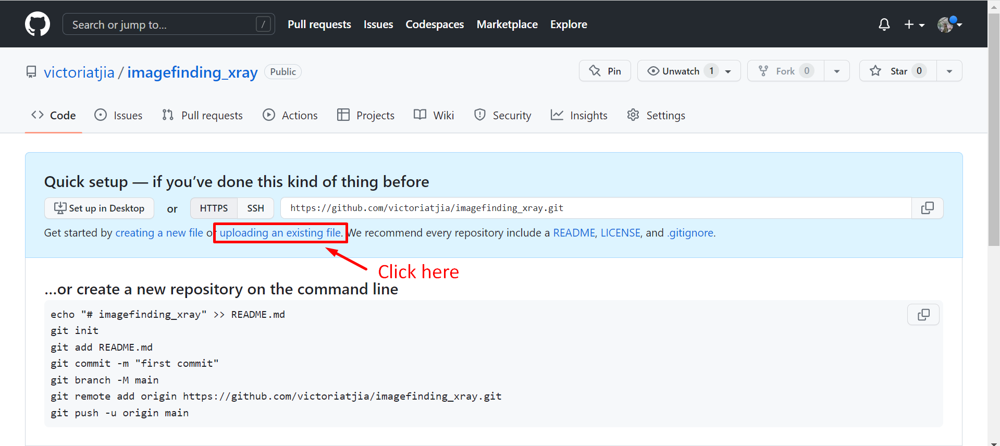 Search or jump to... /
Pull requests Issues Codespaces Marketplace Explore
victoriatjia / imagefinding_xray Public
Pin Unwatch 1 Fork 0 Star 0
Code Issues Pull requests Actions Projects Wiki Security Insights Settings
Quick setup — if you’ve done this kind of thing before
Set up in Desktop or HTTPS SSH https://github.com/victoriatjia/imagefinding_xray.git
Get started by creating a new file or uploading an existing file. We recommend every repository include a README, LICENSE, and .gitignore.
Click here
...or create a new repository on the command line
echo "# imagefinding_xray" >> README.md
git init
git add README.md
git commit -m "first commit"
git branch -M main
git remote add origin https://github.com/victoriatjia/imagefinding_xray.git
git push -u origin main